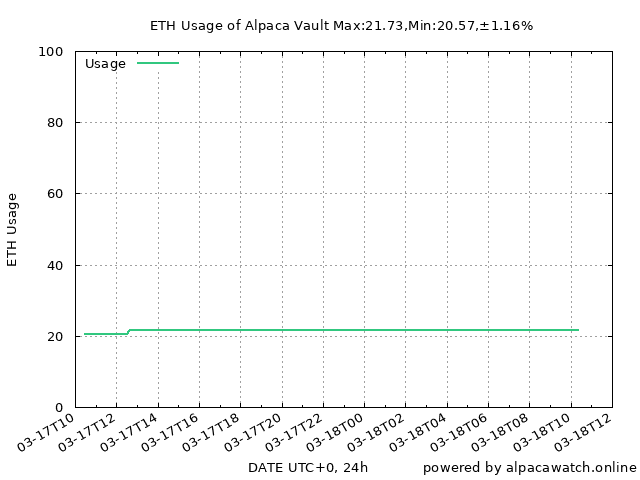 ETH Usage of Alpaca Vault Max:21.73,Min:20.57,±1.16%
Usage
100
80
60
40
20
0
ETH Usage
03-17T10
03-17T12
03-17T14
03-17T16
03-17T18
03-17T20
03-17T22
03-18T00
03-18T02
03-18T04
03-18T06
03-18T08
03-18T10
03-18T12
DATE UTC+0, 24h
powered by alpacawatch.online